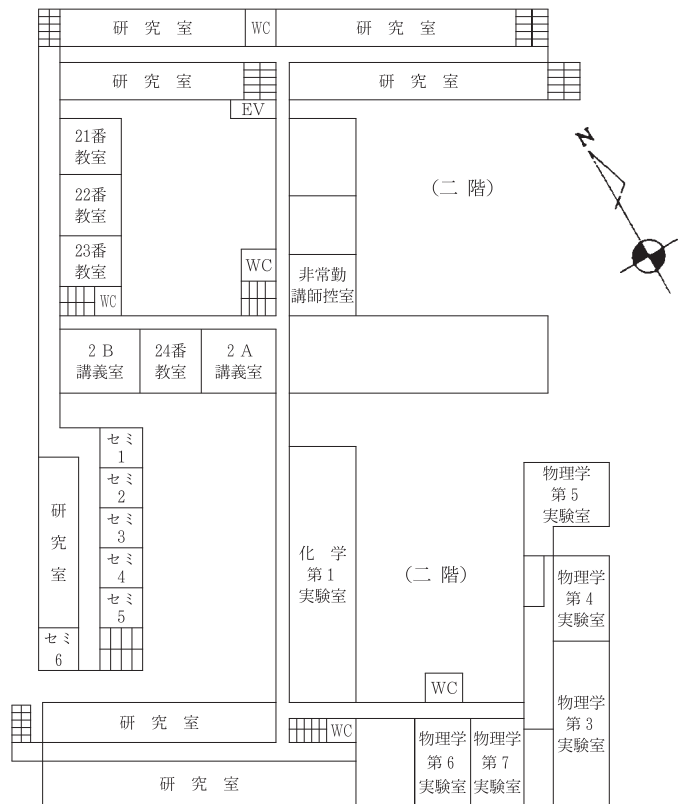 研 究 室
WC
研 究 室
研 究 室
研 究 室
EV
21番
教室
22番
教室
23番
教室
WC
WC
非常勤
講師控室
(二 階)
N
2 B
講義室
24番
教室
2 A
講義室
セミ
1
セミ
2
セミ
3
セミ
4
セミ
5
セミ
6
研
究
室
化 学
第1
実験室
(二 階)
物理学
第5
実験室
物理学
第4
実験室
物理学
第3
実験室
WC
研 究 室
WC
物理学
第6
実験室
物理学
第7
実験室
研 究 室